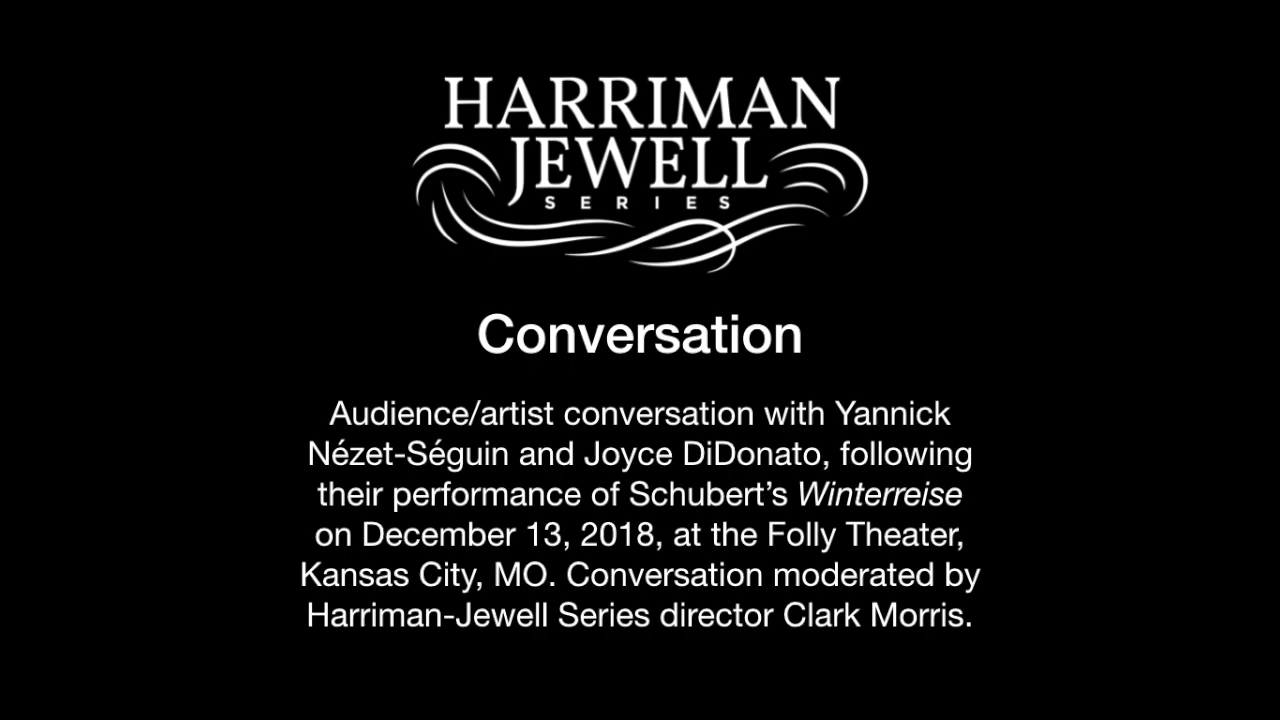 HARRIMAN
JEWELL
SERIES
Conversation
Audience/artist conversation with Yannick
Nézet-Séguin and Joyce DiDonato, following
their performance of Schubert’s Winterreise
on December 13, 2018, at the Folly Theater,
Kansas City, MO. Conversation moderated by
Harriman-Jewell Series director Clark Morris.